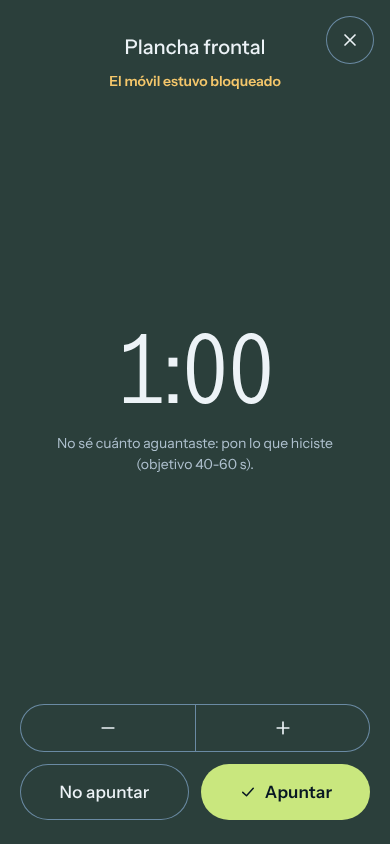 Plancha frontal
El móvil estuvo bloqueado
1:00
No sé cuánto aguantaste: pon lo que hiciste
(objetivo 40-60 s).
No apuntar
Apuntar